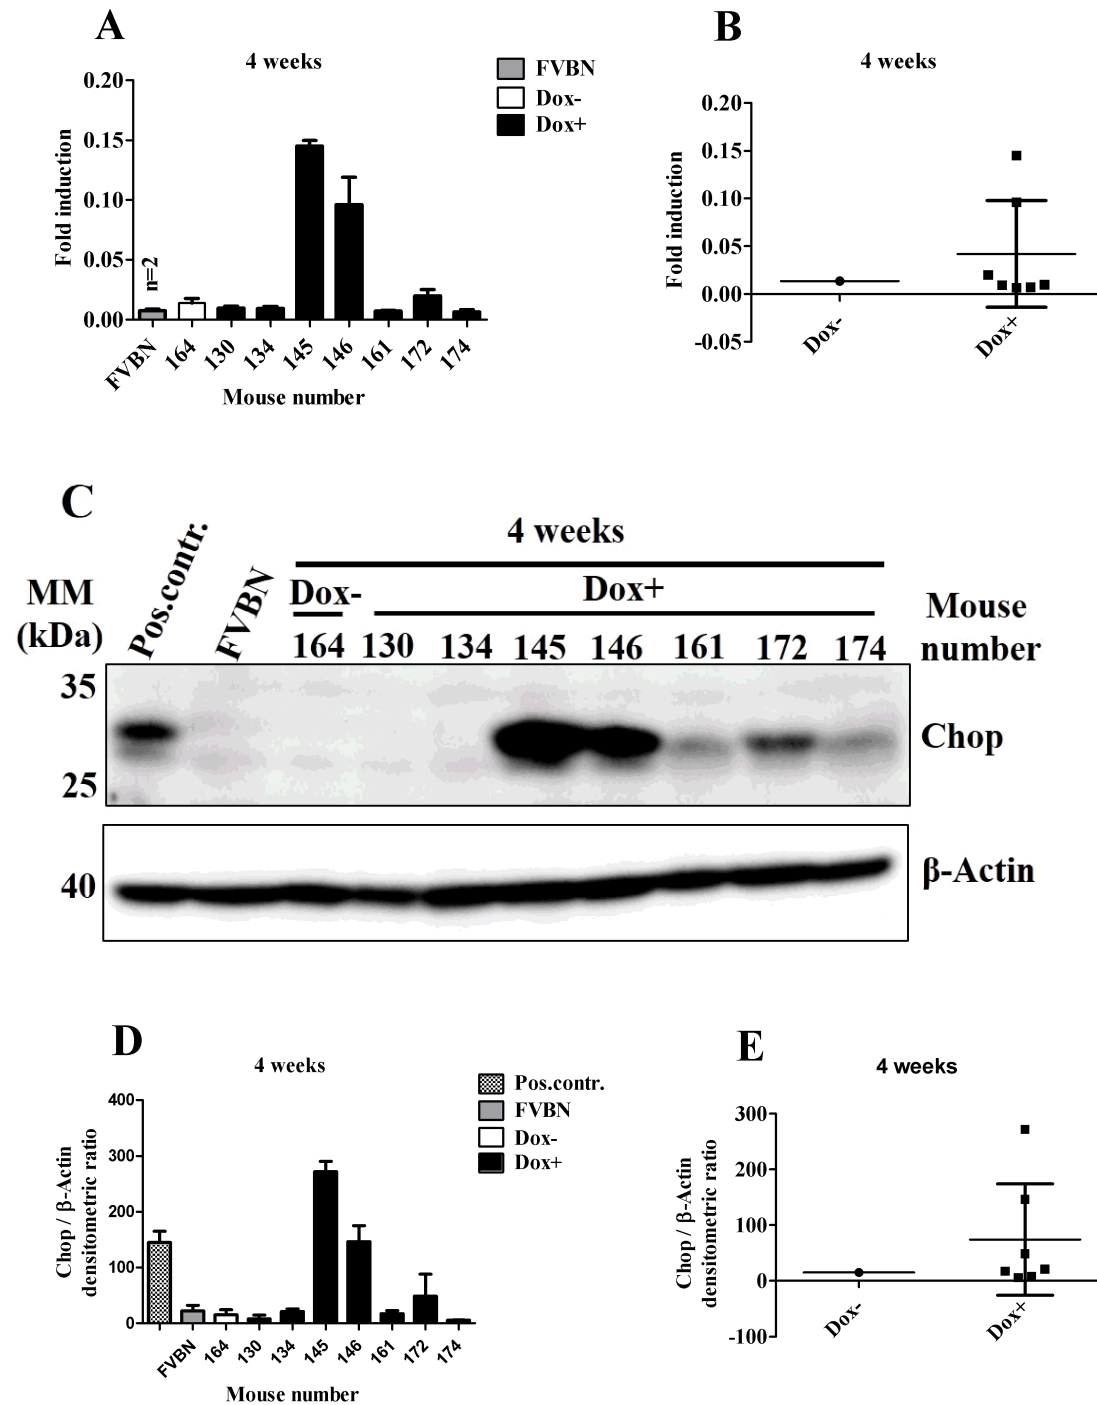 A
4 weeks
FVBN
Dox-
Dox+
0.20
0.15
0.10
0.05
0.00
Fold induction
n=2
FVBN 164 130 134 145 146 161 172 174
Mouse number
B
4 weeks
0.20
0.15
0.10
0.05
0.00
-0.05
Fold induction
Dox- Dox+
C
4 weeks
MM
(kDa)
Pos.contr.
FVBN
Dox-
Dox+
164 130 134 145 146 161 172 174
Mouse
number
35
25
Chop
40
β-Actin
D
4 weeks
Pos.contr.
FVBN
Dox-
Dox+
400
300
200
100
0
Chop / β-Actin
densitometric ratio
FVBN 164 130 134 145 146 161 172 174
Mouse number
E
4 weeks
300
200
100
0
-100
Chop / β-Actin
densitometric ratio
Dox- Dox+